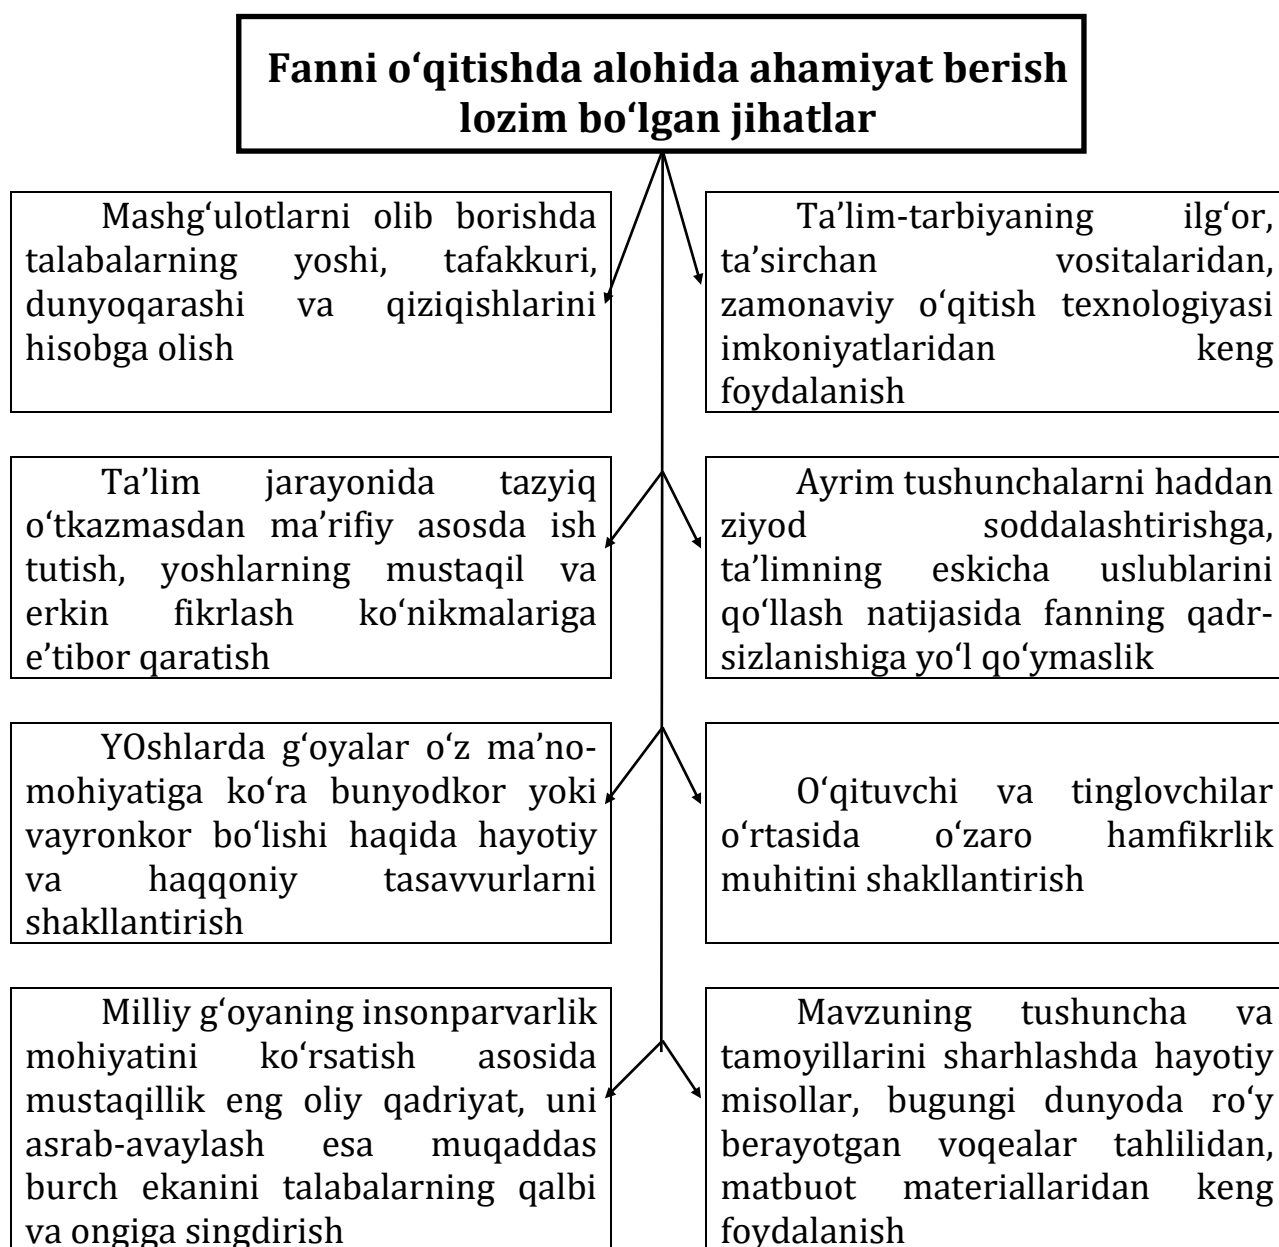 Fanni o‘qitishda alohida ahamiyat berish
lozim bo‘lgan jihatlar
Mashg‘ulotlarni olib borishda
talabalarning yoshi, tafakkuri,
dunyoqarashi va qiziqishlarini
hisobga olish
Ta’lim-tarbiyaning ilg‘or,
ta’sirchan vositalaridan,
zamonaviy o‘qitish texnologiyasi
imkoniyatlaridan keng
foydalanish
Ta’lim jarayonida tazyiq
o‘tkazmasdan ma’rifiy asosda ish
tutish, yoshlarning mustaqil va
erkin fikrlash ko‘nikmalariga
e’tibor qaratish
Ayrim tushunchalarni haddan
ziyod soddalashtirishga,
ta’limning eskicha uslublarini
qo‘llash natijasida fanning qadr-
sizlanishiga yo‘l qo‘ymaslik
YOshlarda g‘oyalar o‘z ma’no-
mohiyatiga ko‘ra bunyodkor yoki
vayronkor bo‘lishi haqida hayotiy
va haqqoniy tasavvurlarni
shakllantirish
O‘qituvchi va tinglovchilar
o‘rtasida o‘zaro hamfikrlik
muhitini shakllantirish
Milliy g‘oyaning insonparvarlik
mohiyatini ko‘rsatish asosida
mustaqillik eng oliy qadriyat, uni
asrab-avaylash esa muqaddas
burch ekanini talabalarning qalbi
va ongiga singdirish
Mavzuning tushuncha va
tamoyillarini sharhlashda hayotiy
misollar, bugungi dunyoda ro‘y
berayotgan voqealar tahlilidan,
matbuot materiallaridan keng
foydalanish